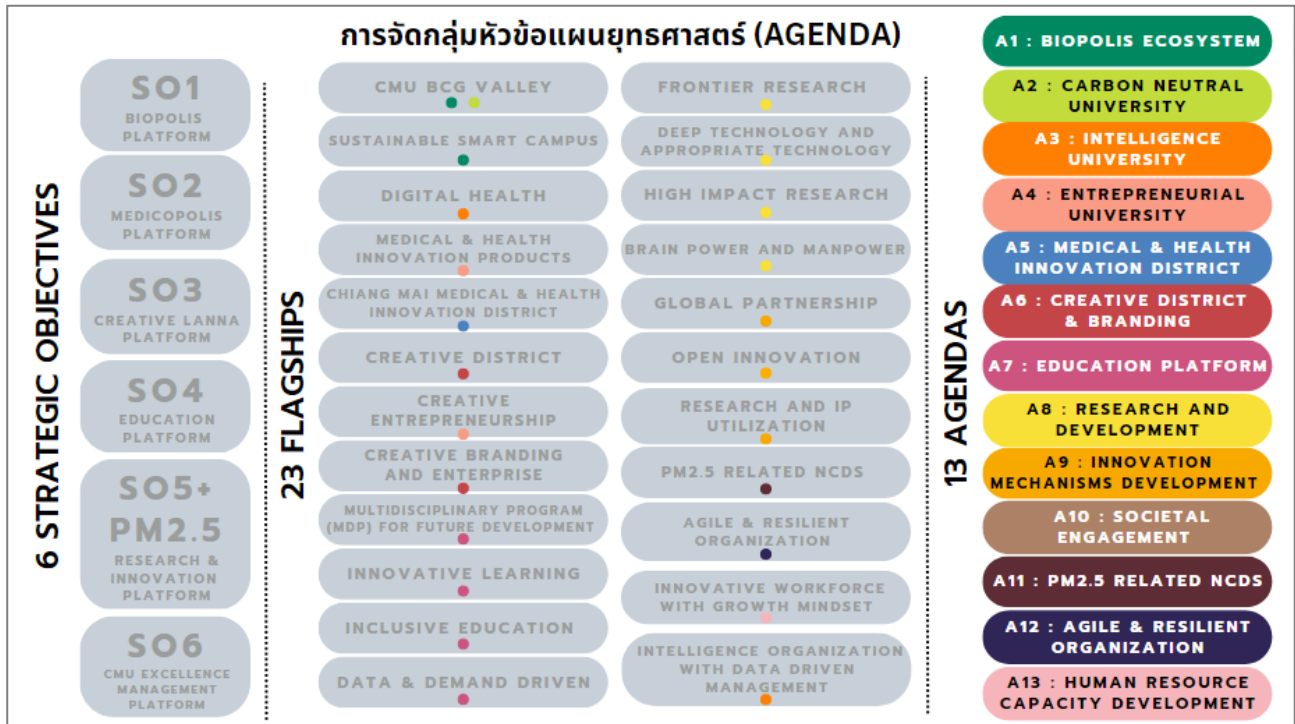 การจัดกลุ่มหัวข้อแผนยุทธศาสตร์ (AGENDA)
6 STRATEGIC OBJECTIVES
SO1
BIOPOLIS
PLATFORM
SO2
MEDICOPOLIS
PLATFORM
SO3
CREATIVE LANNA
PLATFORM
SO4
EDUCATION
PLATFORM
SO5+
PM2.5
RESEARCH &
INNOVATION
PLATFORM
SO6
CMU EXCELLENCE
MANAGEMENT
PLATFORM
23 FLAGSHIPS
CMU BCG VALLEY
SUSTAINABLE SMART CAMPUS
DIGITAL HEALTH
MEDICAL & HEALTH
INNOVATION PRODUCTS
CHIANG MAI MEDICAL & HEALTH
INNOVATION DISTRICT
CREATIVE DISTRICT
CREATIVE
ENTREPRENEURSHIP
CREATIVE BRANDING
AND ENTERPRISE
MULTIDISCIPLINARY PROGRAM
(MDP) FOR FUTURE DEVELOPMENT
INNOVATIVE LEARNING
INCLUSIVE EDUCATION
DATA & DEMAND DRIVEN
FRONTIER RESEARCH
DEEP TECHNOLOGY AND
APPROPRIATE TECHNOLOGY
HIGH IMPACT RESEARCH
BRAIN POWER AND MANPOWER
GLOBAL PARTNERSHIP
OPEN INNOVATION
RESEARCH AND IP
UTILIZATION
PM2.5 RELATED NCDS
AGILE & RESILIENT
ORGANIZATION
INNOVATIVE WORKFORCE
WITH GROWTH MINDSET
INTELLIGENCE ORGANIZATION
WITH DATA DRIVEN
MANAGEMENT
13 AGENDAS
A1 : BIOPOLIS ECOSYSTEM
A2 : CARBON NEUTRAL
UNIVERSITY
A3 : INTELLIGENCE
UNIVERSITY
A4 : ENTREPRENEURIAL
UNIVERSITY
A5 : MEDICAL & HEALTH
INNOVATION DISTRICT
A6 : CREATIVE DISTRICT
& BRANDING
A7 : EDUCATION PLATFORM
A8 : RESEARCH AND
DEVELOPMENT
A9 : INNOVATION
MECHANISMS DEVELOPMENT
A10 : SOCIETAL
ENGAGEMENT
A11 : PM2.5 RELATED NCDS
A12 : AGILE & RESILIENT
ORGANIZATION
A13 : HUMAN RESOURCE
CAPACITY DEVELOPMENT